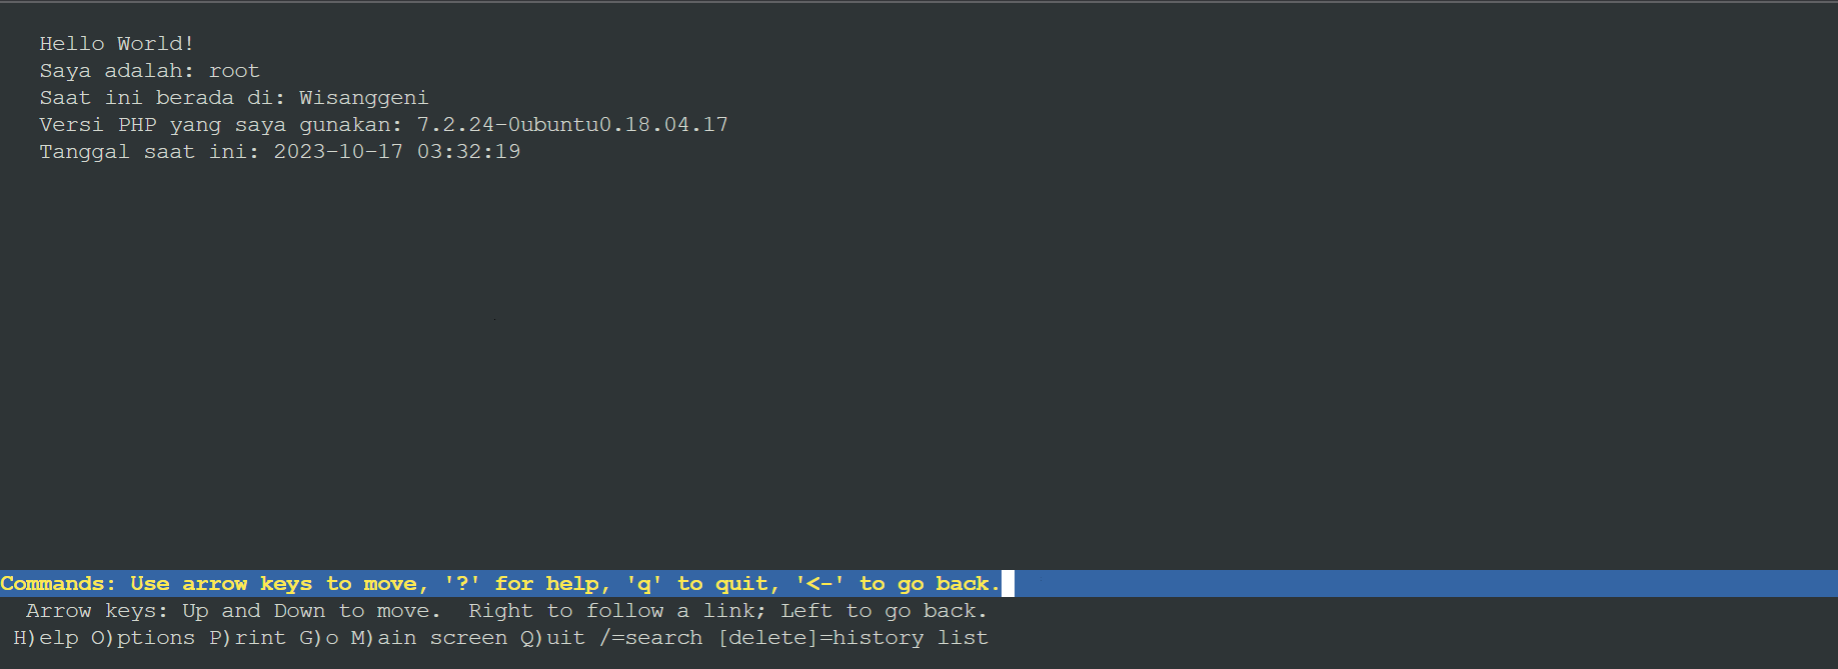 Hello World!
Saya adalah: root
Saat ini berada di: Wisanggeni
Versi PHP yang saya gunakan: 7.2.24-0ubuntu0.18.04.17
Tanggal saat ini: 2023-10-17 03:32:19
Commands: Use arrow keys to move, '?' for help, 'q' to quit, '<-' to go back.
Arrow keys: Up and Down to move.  Right to follow a link; Left to go back.
H)elp O)ptions P)rint G)o M)ain screen Q)uit /=search [delete]=history list